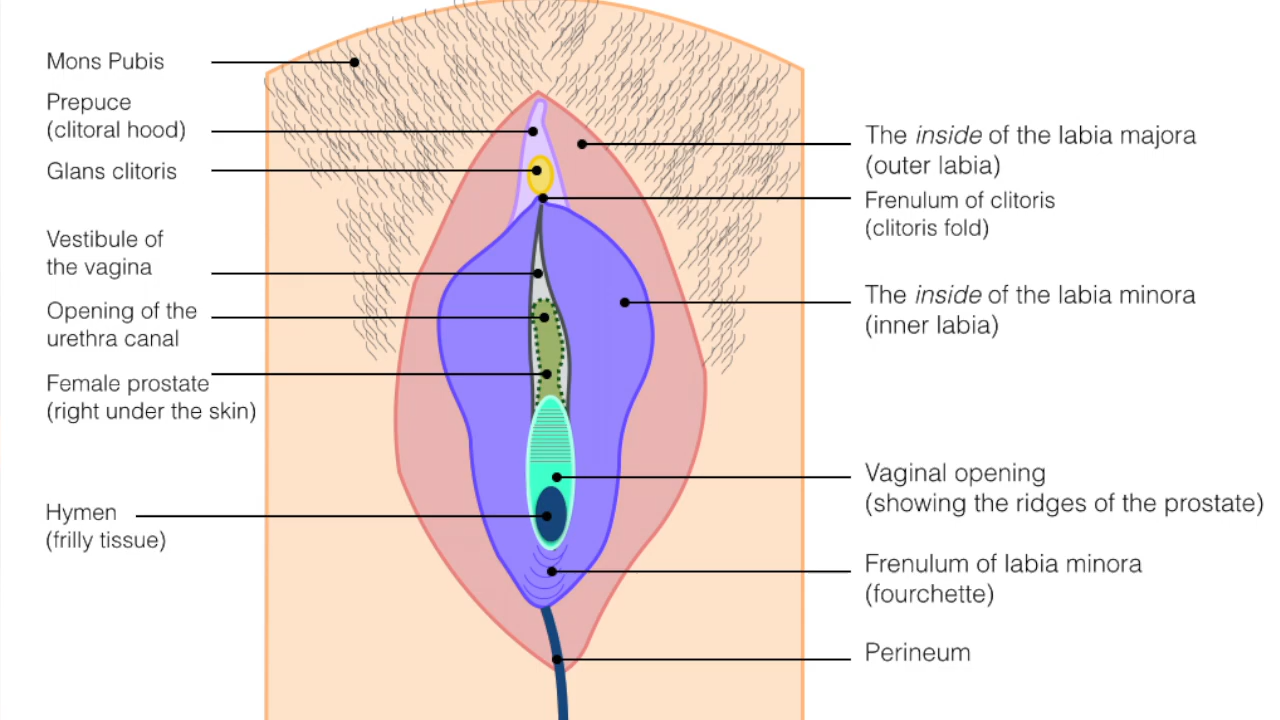 Mons Pubis
Prepuce
(clitoral hood)
Glans clitoris
Vestibule of
the vagina
Opening of the
urethra canal
Female prostate
(right under the skin)
Hymen
(frilly tissue)
The inside of the labia majora
(outer labia)
Frenulum of clitoris
(clitoris fold)
The inside of the labia minora
(inner labia)
Vaginal opening
(showing the ridges of the prostate)
Frenulum of labia minora
(fourchette)
Perineum